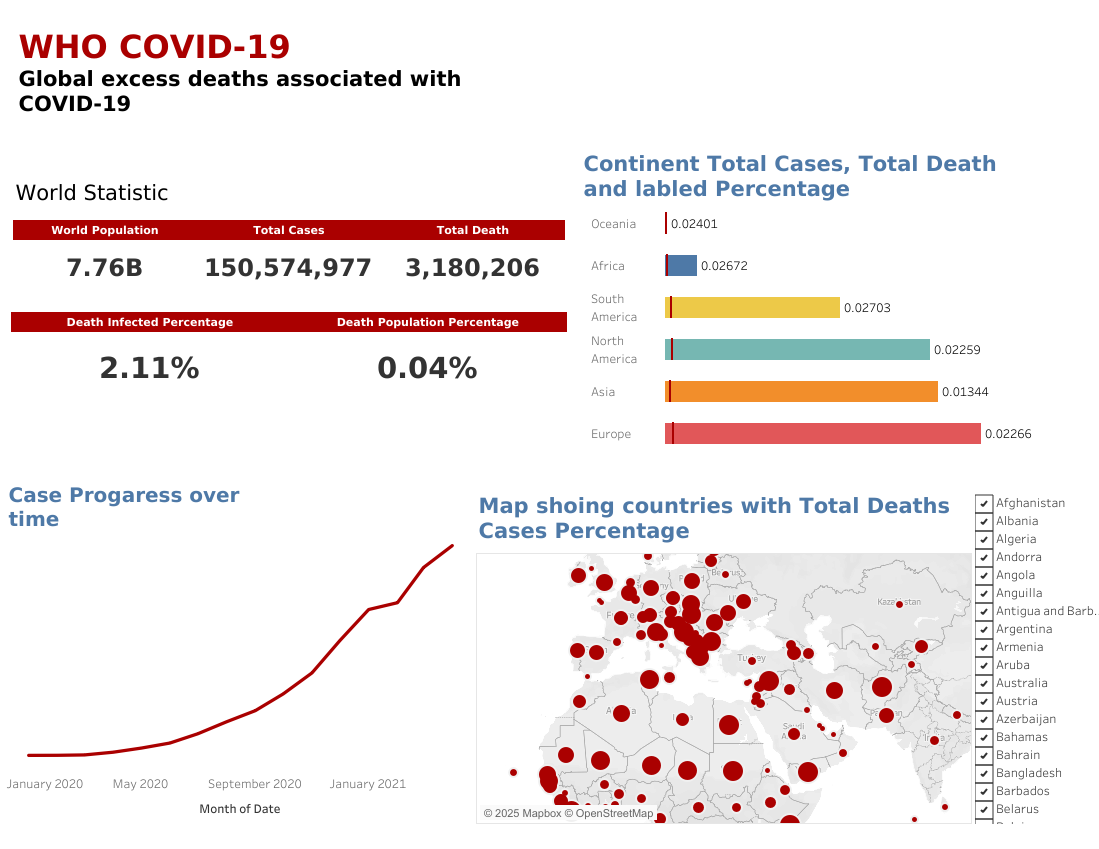 WHO COVID-19
Global excess deaths associated with
COVID-19
World Statistic
World Population Total Cases Total Death
7.76B 150,574,977 3,180,206
Death Infected Percentage Death Population Percentage
2.11% 0.04%
Continent Total Cases, Total Death
and labled Percentage
Oceania 0.02401
Africa 0.02672
South
America 0.02703
North
America 0.02259
Asia 0.01344
Europe 0.02266
Case Progaress over
time
January 2020 May 2020 September 2020 January 2021
Month of Date
Map shoing countries with Total Deaths
Cases Percentage
Turkey
Saudi
© 2025 Mapbox © OpenStreetMap
Afghanistan
Albania
Algeria
Andorra
Angola
Anguilla
Antigua and Barb.
Argentina
Armenia
Aruba
Australia
Austria
Azerbaijan
Bahamas
Bahrain
Bangladesh
Barbados
Belarus